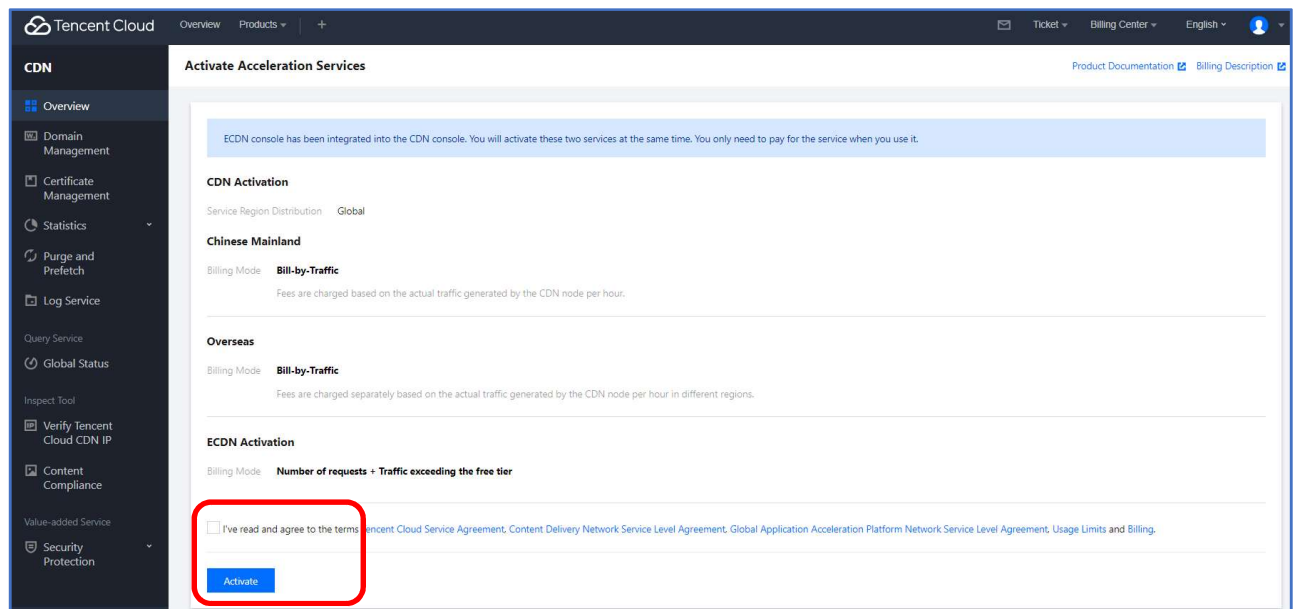 Tencent Cloud Overview Products + Ticket Billing Center English
CDN
Activate Acceleration Services
Product Documentation Billing Description
Overview
Domain
Management
Certificate
Management
Statistics
Purge and
Prefetch
Log Service
Query Service
Global Status
Inspect Tool
Verify Tencent
Cloud CDN IP
Content
Compliance
Value-added Service
Security
Protection
ECDN console has been integrated into the CDN console. You will activate these two services at the same time. You only need to pay for the service when you use it.
CDN Activation
Service Region Distribution Global
Chinese Mainland
Billing Mode Bill-by-Traffic
Fees are charged based on the actual traffic generated by the CDN node per hour.
Overseas
Billing Mode Bill-by-Traffic
Fees are charged separately based on the actual traffic generated by the CDN node per hour in different regions.
ECDN Activation
Billing Mode Number of requests + Traffic exceeding the free tier
I've read and agree to the terms Tencent Cloud Service Agreement, Content Delivery Network Service Level Agreement, Global Application Acceleration Platform Network Service Level Agreement, Usage Limits and Billing.
Activate